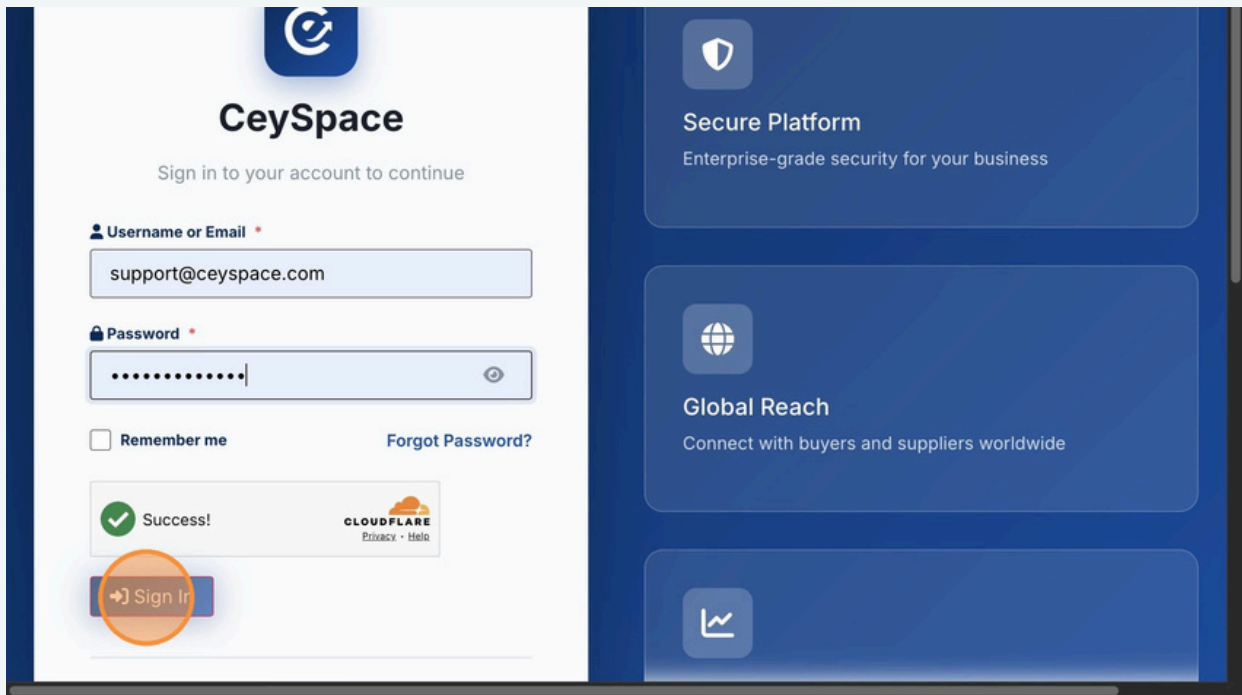 CeySpace
Sign in to your account to continue
Username or Email *
support@ceyspace.com
Password *
•••••••••••••
Remember me
Forgot Password?
Success!
CLOUDFLARE
Privacy • Help
Sign In
Secure Platform
Enterprise-grade security for your business
Global Reach
Connect with buyers and suppliers worldwide